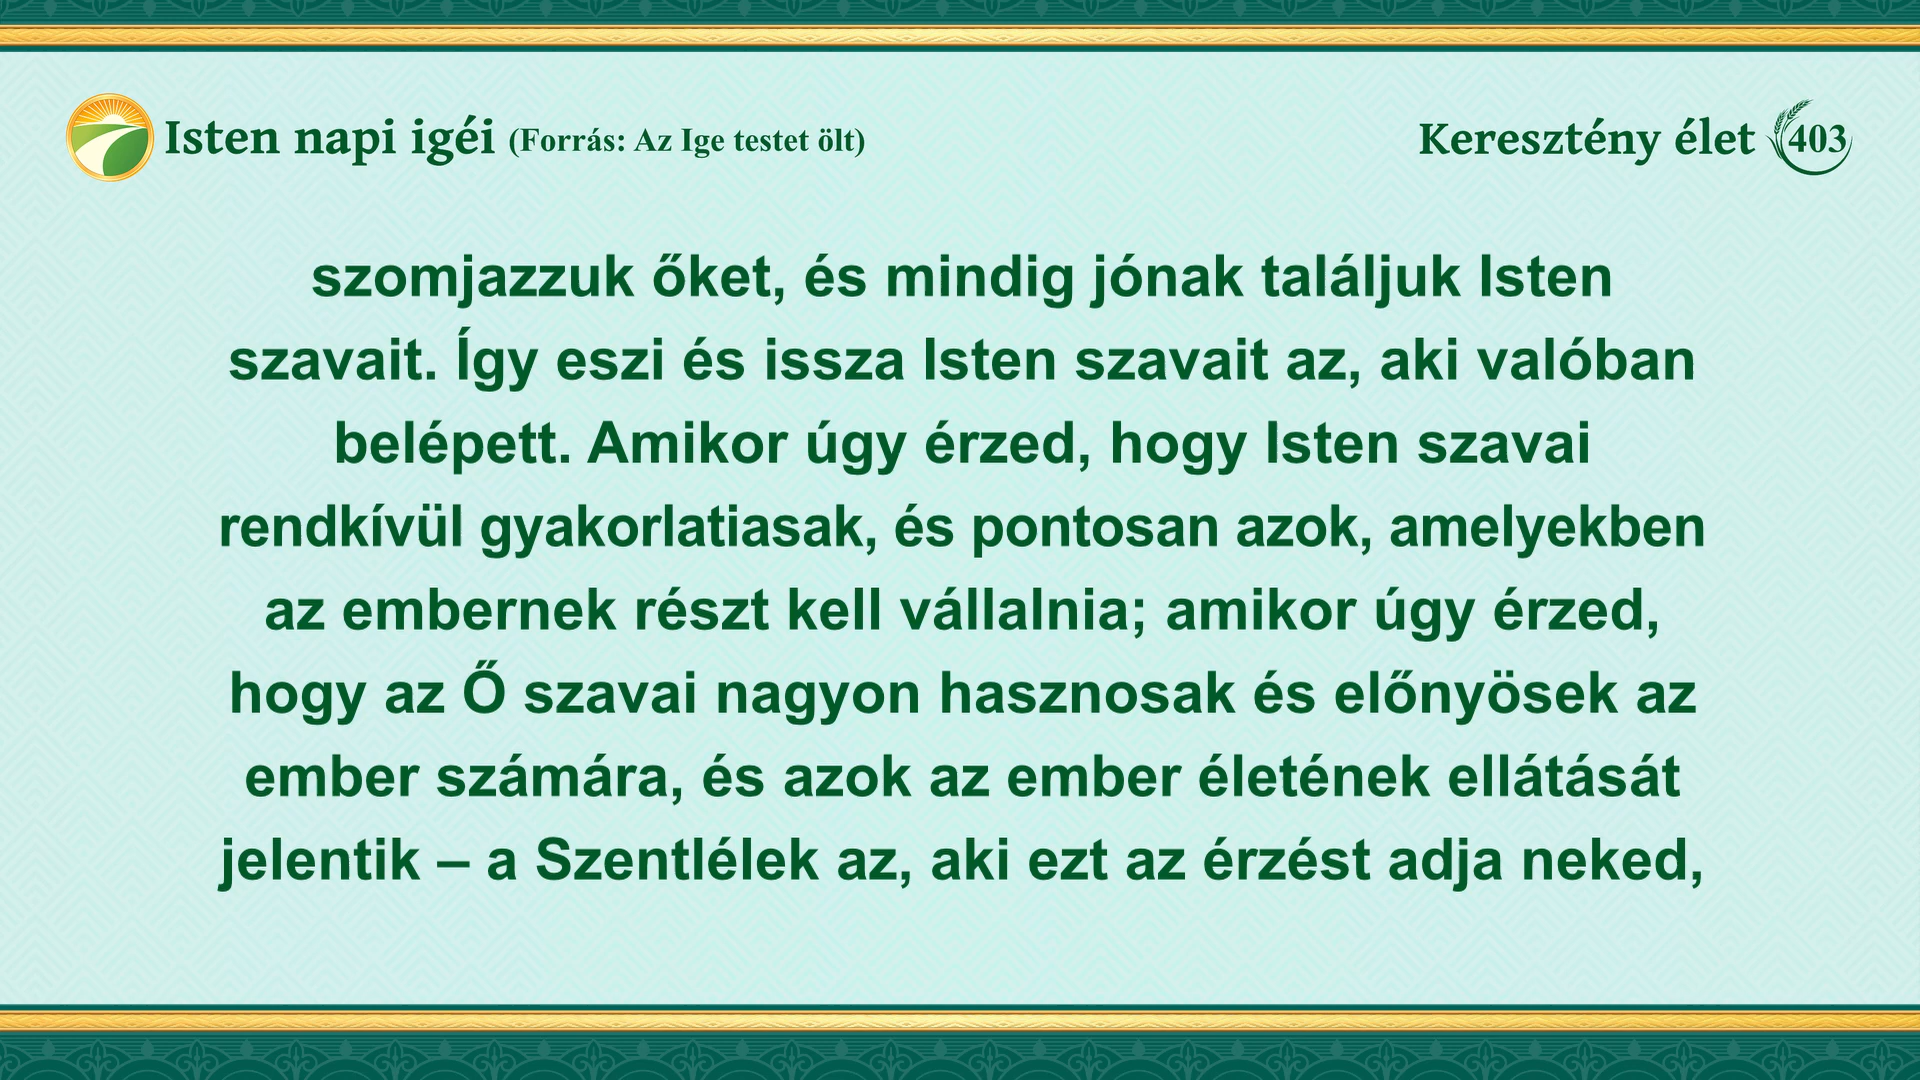 Isten napi igéi (Forrás: Az Ige testet ölt)
Keresztény élet 403
szomjazzuk őket, és mindig jónak találjuk Isten
szavait. Így eszi és issza Isten szavait az, aki valóban
belépett. Amikor úgy érzed, hogy Isten szavai
rendkívül gyakorlatiasak, és pontosan azok, amelyekben
az embernek részt kell vállalnia; amikor úgy érzed,
hogy az Ő szavai nagyon hasznosak és előnyösek az
ember számára, és azok az ember életének ellátását
jelentik – a Szentlélek az, aki ezt az érzést adja neked,